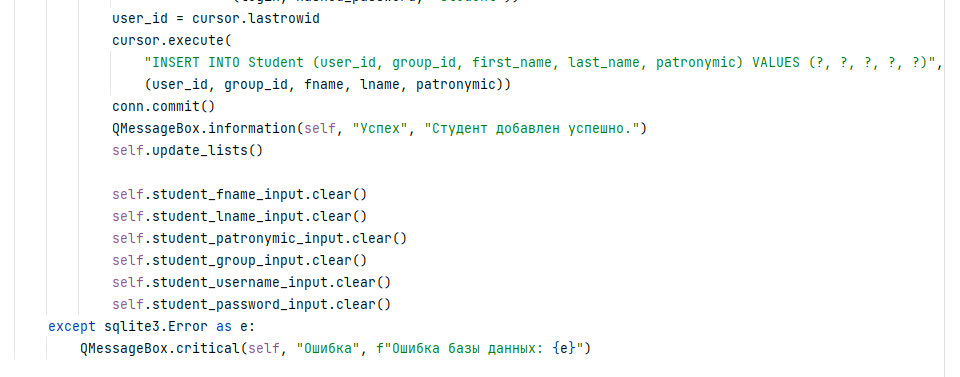 (login, hashed_password, "Student"))
user_id = cursor.lastrowid
cursor.execute(
"INSERT INTO Student (user_id, group_id, first_name, last_name, patronymic) VALUES (?, ?, ?, ?, ?)",
(user_id, group_id, fname, lname, patronymic))
conn.commit()
QMessageBox.information(self, "Успех", "Студент добавлен успешно.")
self.update_lists()
self.student_fname_input.clear()
self.student_lname_input.clear()
self.student_patronymic_input.clear()
self.student_group_input.clear()
self.student_username_input.clear()
self.student_password_input.clear()
except sqlite3.Error as e:
QMessageBox.critical(self, "Ошибка", f"Ошибка базы данных: {e}")